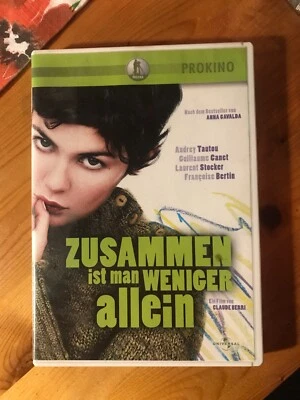 PROKINO
Nach dem Bestseller von
ANNA GAVALDA
Audrey Tautou
Guillaume Canet
Laurent Stocker
Françoise Bertin
ZUSAMMEN
ist man WENIGER
allein
Ein Film von
CLAUDE BERRI
UNIVERSAL